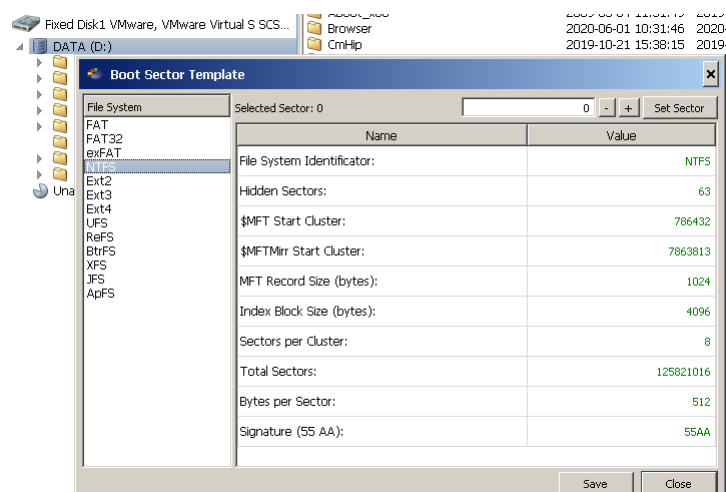 Fixed Disk1 VMware, VMware Virtual S SCS...
DATA (D:)
Browser 2020-06-01 10:31:46 2020-
CmHip 2019-10-21 15:38:15 2019-
Boot Sector Template
File System
FAT
FAT32
exFAT
NTFS
Ext2
Ext3
Ext4
UFS
ReFS
BtrFS
XFS
JFS
ApFS
Una
Selected Sector: 0 0 - + Set Sector
Name Value
File System Identificator: NTFS
Hidden Sectors: 63
$MFT Start Cluster: 786432
$MFTMirr Start Cluster: 7863813
MFT Record Size (bytes): 1024
Index Block Size (bytes): 4096
Sectors per Cluster: 8
Total Sectors: 125821016
Bytes per Sector: 512
Signature (55 AA): 55AA
Save Close